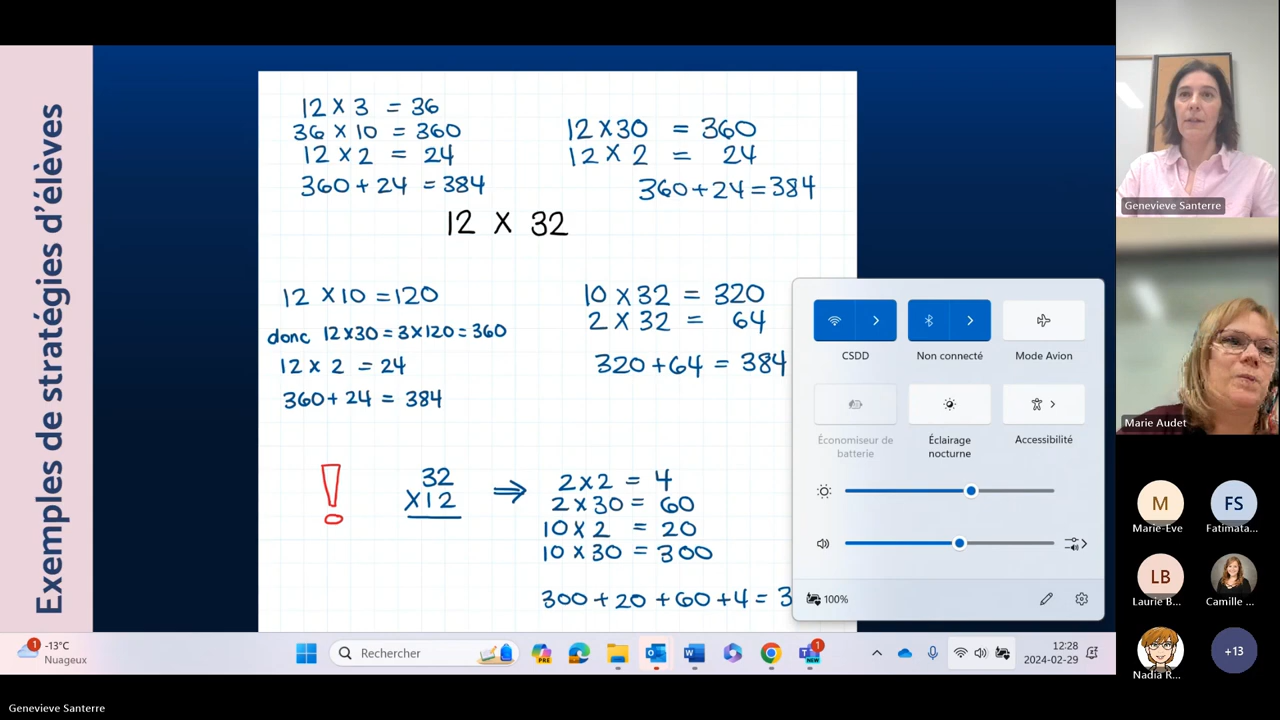 Exemples de stratégies d'élèves
12 X 3 = 36
36 X 10 = 360
12 X 2 = 24
360 + 24 = 384
12 X 30 = 360
12 X 2 = 24
360 + 24 = 384
12 X 32
12 X 10 = 120
donc 12 X 30 = 3 X 120 = 360
12 X 2 = 24
360 + 24 = 384
10 X 32 = 320
2 X 32 = 64
320 + 64 = 384
!
32
X 12
⇒
2 X 2 = 4
2 X 30 = 60
10 X 2 = 20
10 X 30 = 300
300 + 20 + 60 + 4 = 3
CSDD
Non connecté
Mode Avion
Économiseur de
batterie
Éclairage
nocturne
Accessibilité
100%
1
-13°C
Nuageux
Rechercher
PRE
1
NEW
12:28
2024-02-29
Genevieve Santerre
Marie Audet
M
Marie-Eve
FS
Fatimata...
LB
Laurie B...
Camille ...
Nadia R...
+13
Genevieve Santerre